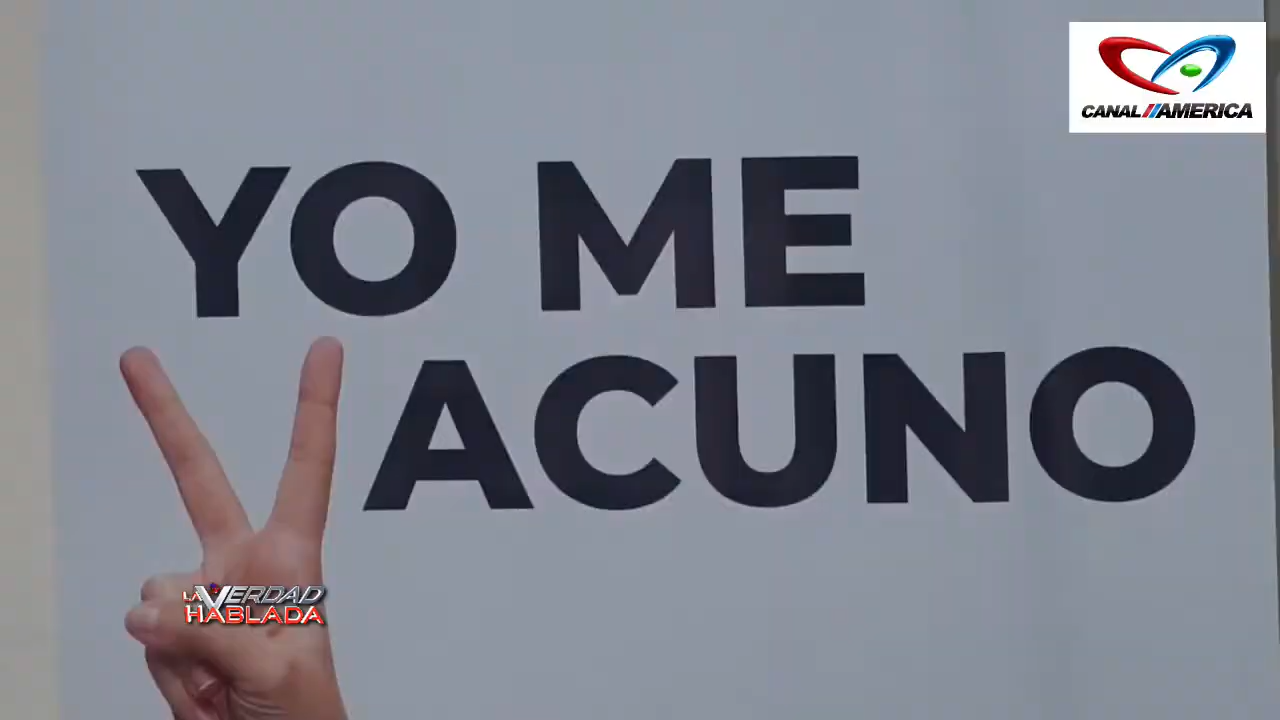 CANAL AMERICA
YO ME
VACUNO
LA VERDAD
HABLADA